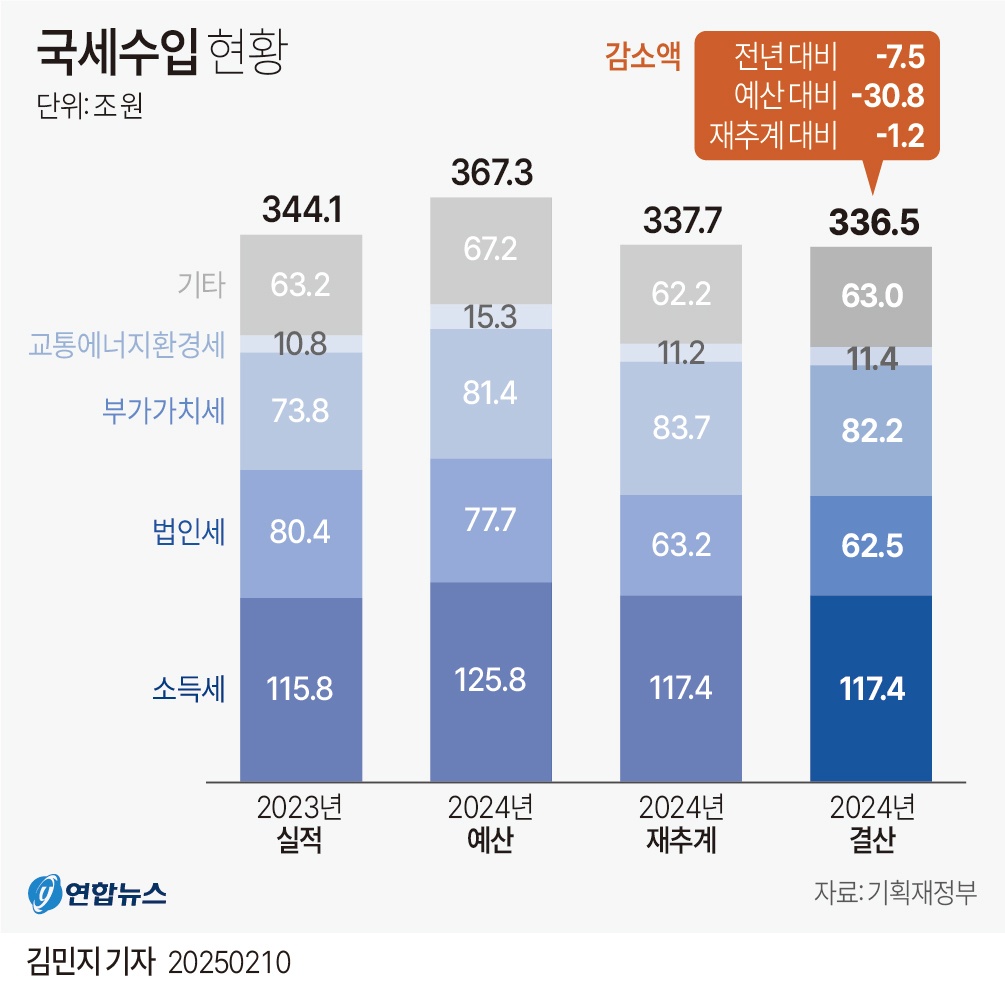 국세수입 현황
단위: 조 원
감소액
전년 대비 -7.5
예산 대비 -30.8
재추계 대비 -1.2
344.1 367.3 337.7 336.5
기타 63.2 67.2 62.2 63.0
교통에너지환경세 10.8 15.3 11.2 11.4
부가가치세 73.8 81.4 83.7 82.2
법인세 80.4 77.7 63.2 62.5
소득세 115.8 125.8 117.4 117.4
2023년 2024년 2024년 2024년
실적 예산 재추계 결산
연합뉴스
자료: 기획재정부
김민지 기자 20250210